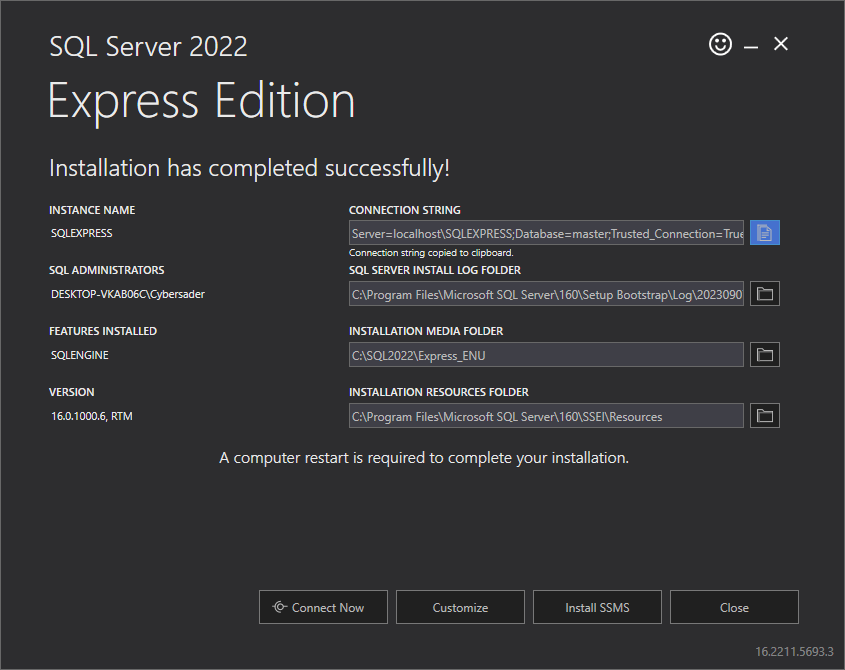 SQL Server 2022
Express Edition
Installation has completed successfully!
INSTANCE NAME
SQLEXPRESS
CONNECTION STRING
Server=localhost\SQLEXPRESS;Database=master;Trusted_Connection=True
Connection string copied to clipboard.
SQL ADMINISTRATORS
DESKTOP-VKAB06C\Cybersader
SQL SERVER INSTALL LOG FOLDER
C:\Program Files\Microsoft SQL Server\160\Setup Bootstrap\Log\20230907
FEATURES INSTALLED
SQLENGINE
INSTALLATION MEDIA FOLDER
C:\SQL2022\Express_ENU
VERSION
16.0.1000.6, RTM
INSTALLATION RESOURCES FOLDER
C:\Program Files\Microsoft SQL Server\160\SSEI\Resources
A computer restart is required to complete your installation.
Connect Now
Customize
Install SSMS
Close
16.2211.5693.3